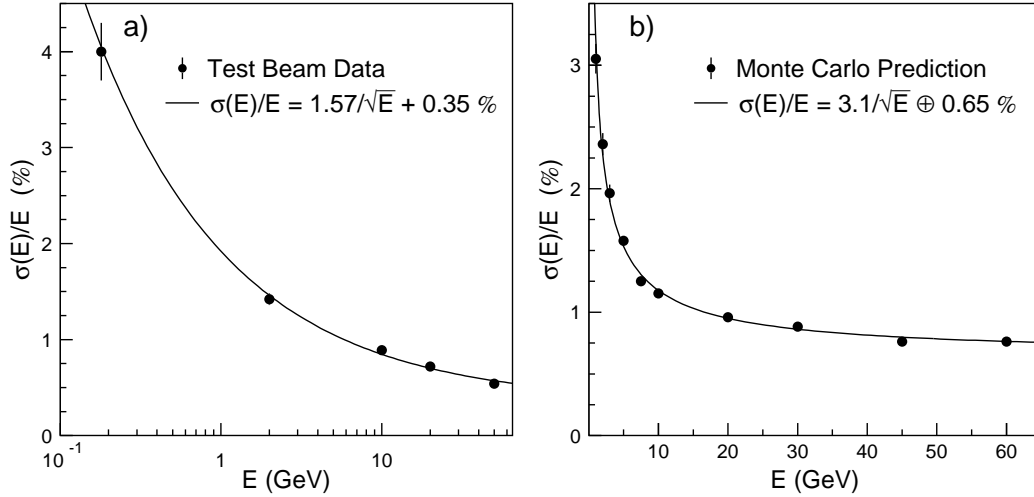 a)
Test Beam Data
σ(E)/E = 1.57/√E + 0.35 %
σ(E)/E (%)
4
3
2
1
0
10⁻¹
1
10
E (GeV)
b)
Monte Carlo Prediction
σ(E)/E = 3.1/√E ⊕ 0.65 %
σ(E)/E (%)
3
2
1
0
10 20 30 40 50 60
E (GeV)